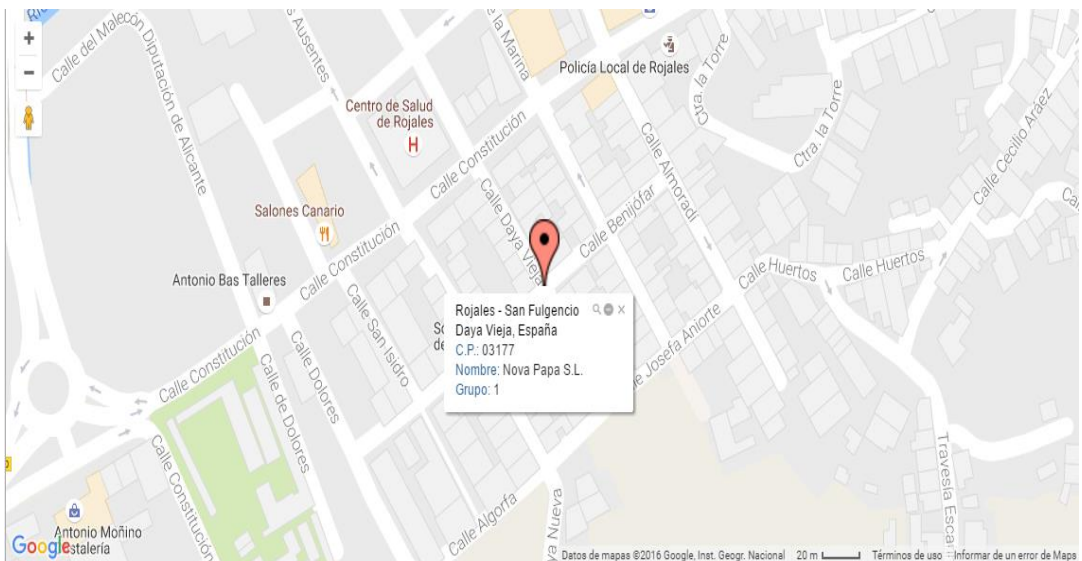 Calle del Malecón
Diputación de Alicante
Ausentes
de la Marina
Policía Local de Rojales
Ctra. la Torre
Ctra. la Torre
Calle Cecilio Aráez
Centro de Salud
de Rojales
H
Calle Constitución
Calle Almoradí
Calle Daya Vieja
Calle Benijófar
Salones Canario
Calle Constitución
Calle Huertos
Calle Huertos
Antonio Bas Talleres
Calle San Isidro
Rojales - San Fulgencio
Daya Vieja, España
C.P.: 03177
Nombre: Nova Papa S.L.
Grupo: 1
Josefa Aniorte
Calle Constitución
Calle Dolores
Calle de Dolores
Calle Constitución
Calle Algorfa
Nueva
Travesía
Antonio Moñino
Google
Datos de mapas ©2016 Google, Inst. Geogr. Nacional 20 m Términos de uso Informar de un error de Maps